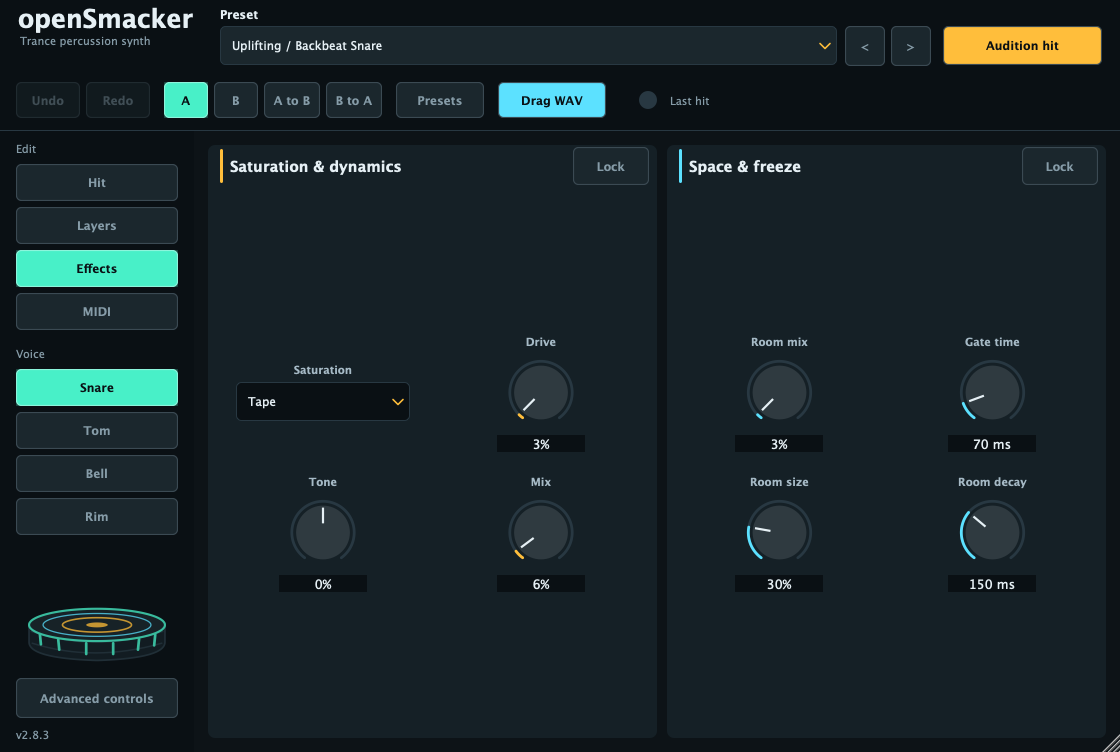 openSmacker
Trance percussion synth
Preset
Uplifting / Backbeat Snare
<
>
Audition hit
Undo
Redo
A
B
A to B
B to A
Presets
Drag WAV
Last hit
Edit
Hit
Layers
Effects
MIDI
Voice
Snare
Tom
Bell
Rim
Advanced controls
v2.8.3
Saturation & dynamics
Lock
Saturation
Tape
Drive
3%
Tone
0%
Mix
6%
Space & freeze
Lock
Room mix
3%
Gate time
70 ms
Room size
30%
Room decay
150 ms